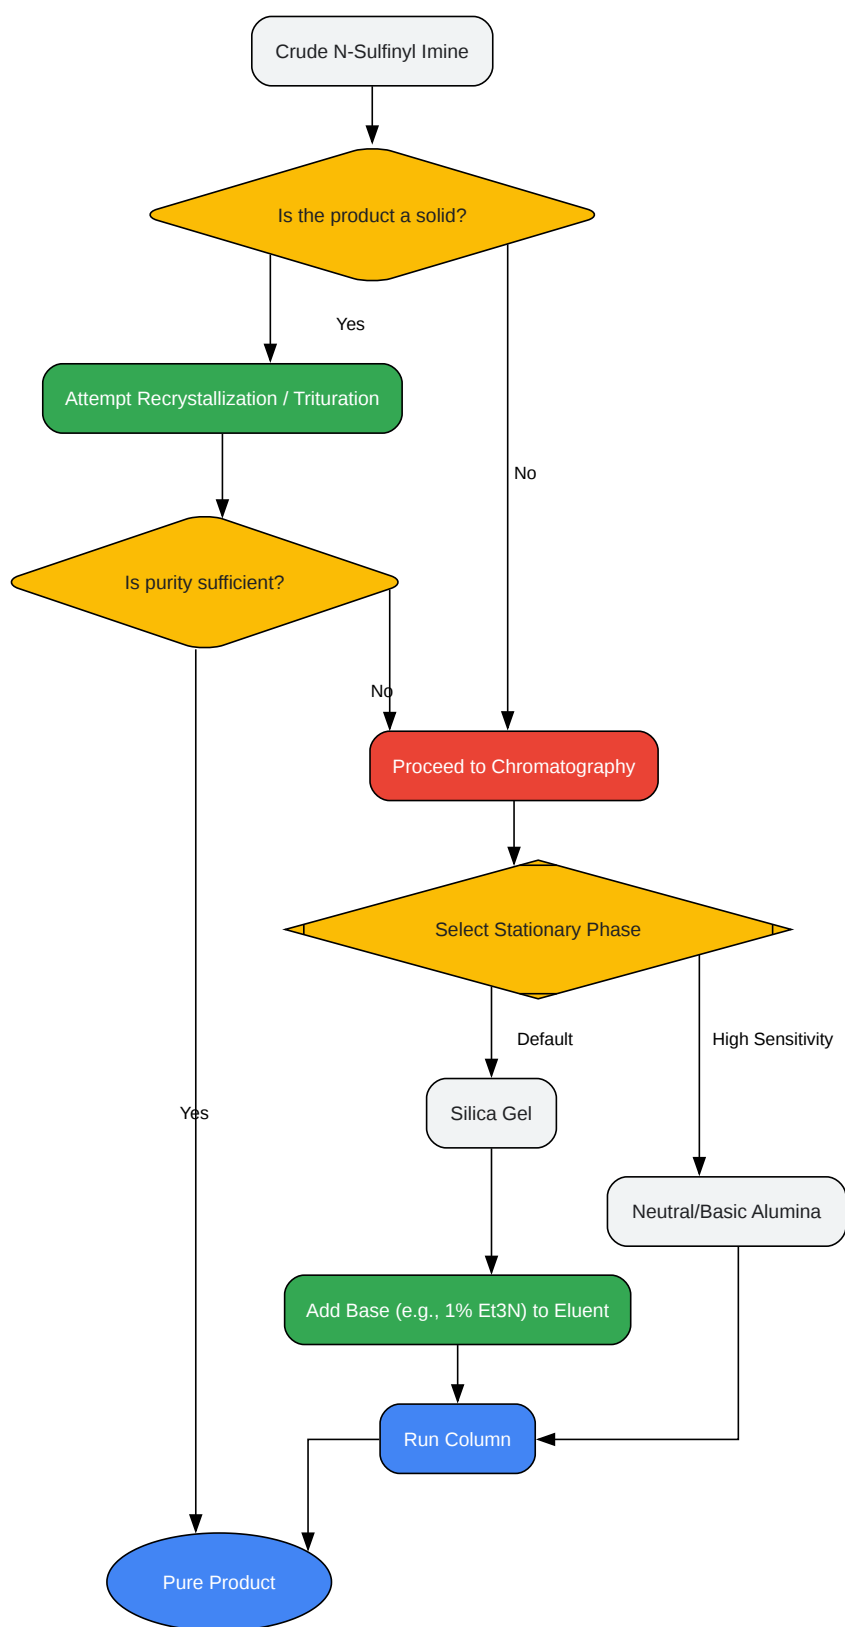 Crude N-Sulfinyl Imine
Is the product a solid?
Yes
Attempt Recrystallization / Trituration
No
Is purity sufficient?
No
Proceed to Chromatography
Select Stationary Phase
Default
High Sensitivity
Yes
Silica Gel
Neutral/Basic Alumina
Add Base (e.g., 1% Et3N) to Eluent
Run Column
Pure Product